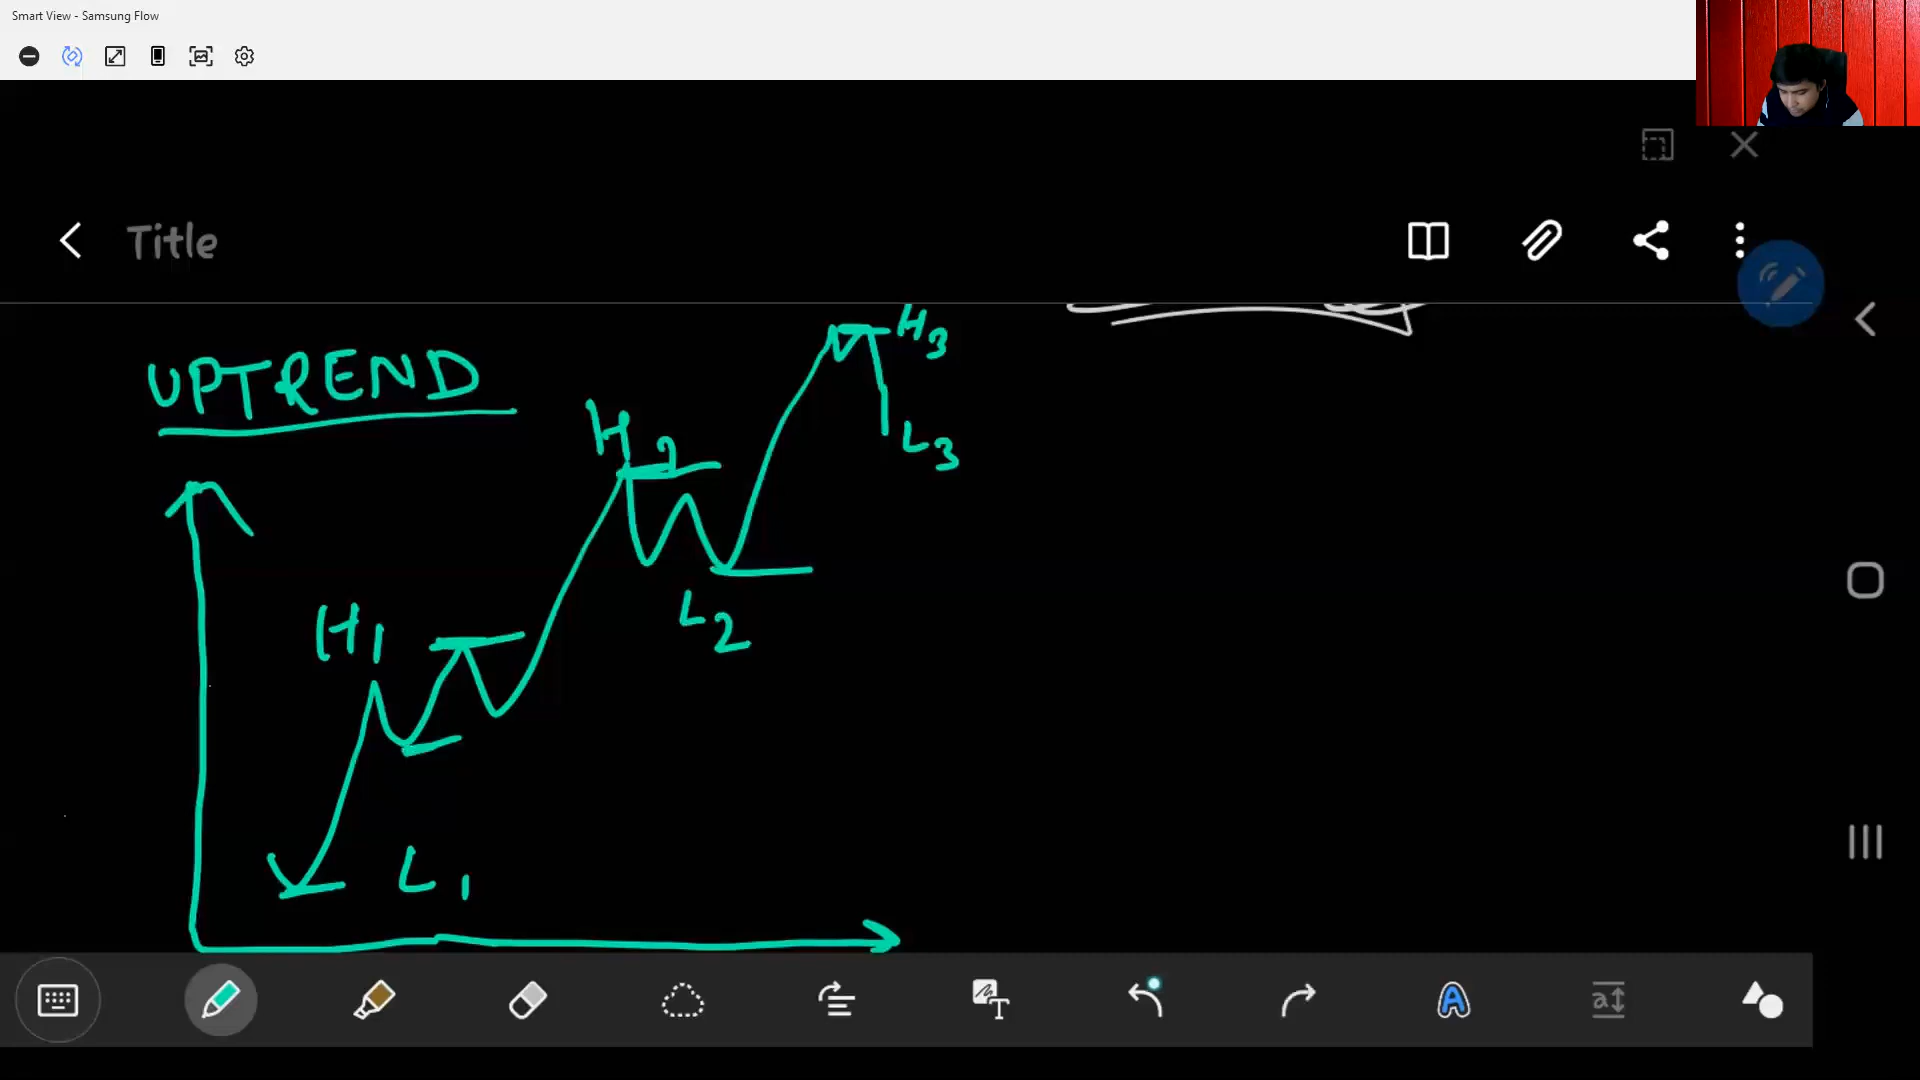 Smart View - Samsung Flow
Title
UPTREND
H3
L3
H2
L2
H1
L1